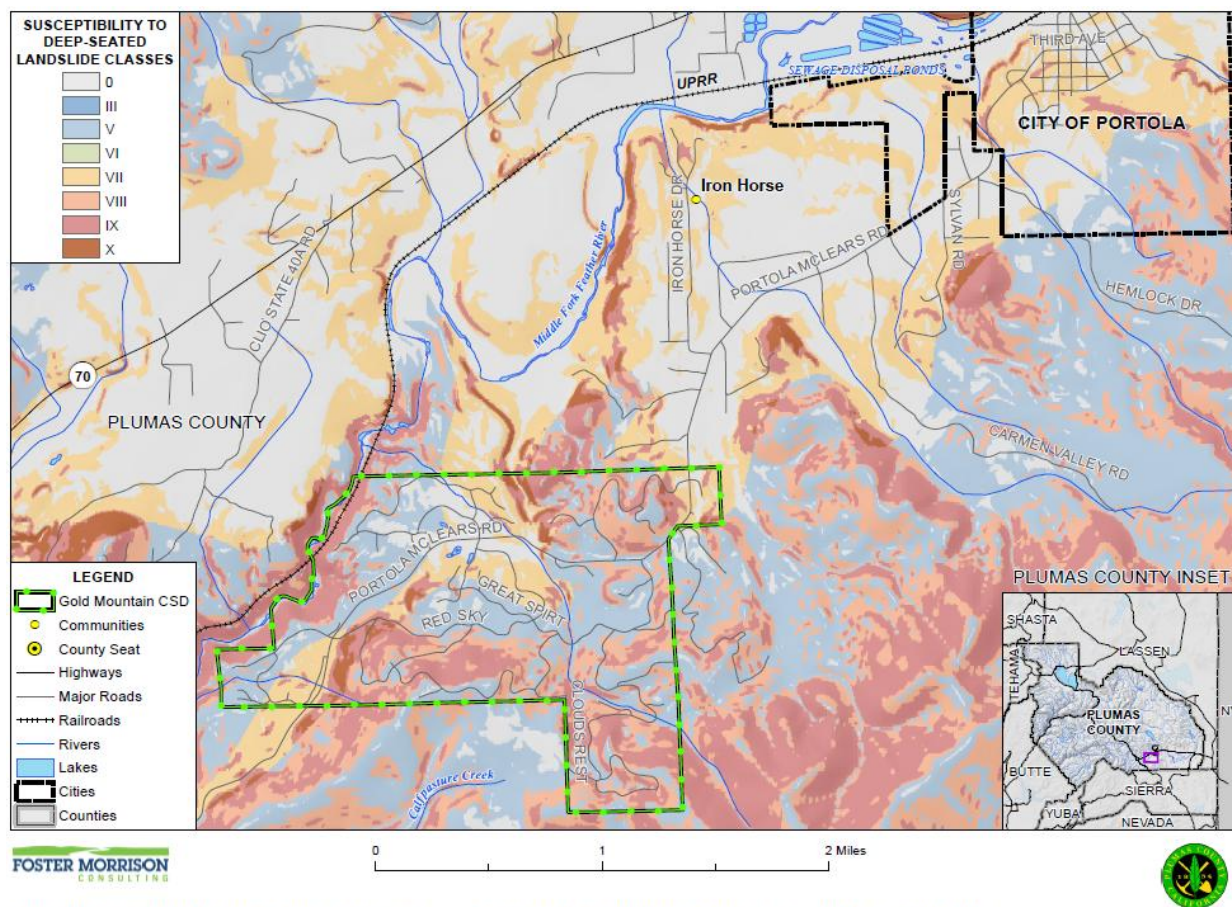 SUSCEPTIBILITY TO
DEEP-SEATED
LANDSLIDE CLASSES
0
III
V
VI
VII
VIII
IX
X
THIRD AVE
SEWAGE DISPOSAL PONDS
UPRR
CITY OF PORTOLA
Iron Horse
IRON HORSE DR
SYLVAN RD
PORTOLA MCLEARS RD
CLIO STATE 40A RD
HEMLOCK DR
Middle Fork Feather River
70
PLUMAS COUNTY
CARMEN VALLEY RD
PORTOLA MCLEARS RD
GREAT SPIRT
RED SKY
CLOUDS REST
Calfpasture Creek
LEGEND
Gold Mountain CSD
Communities
County Seat
Highways
Major Roads
Railroads
Rivers
Lakes
Cities
Counties
PLUMAS COUNTY INSET
SHASTA
LASSEN
TEHAMA
PLUMAS
COUNTY
BUTTE
SIERRA
YUBA
NEVADA
FOSTER MORRISON
CONSULTING
0 1 2 Miles
PLUMAS COUNTY
CALIFORNIA